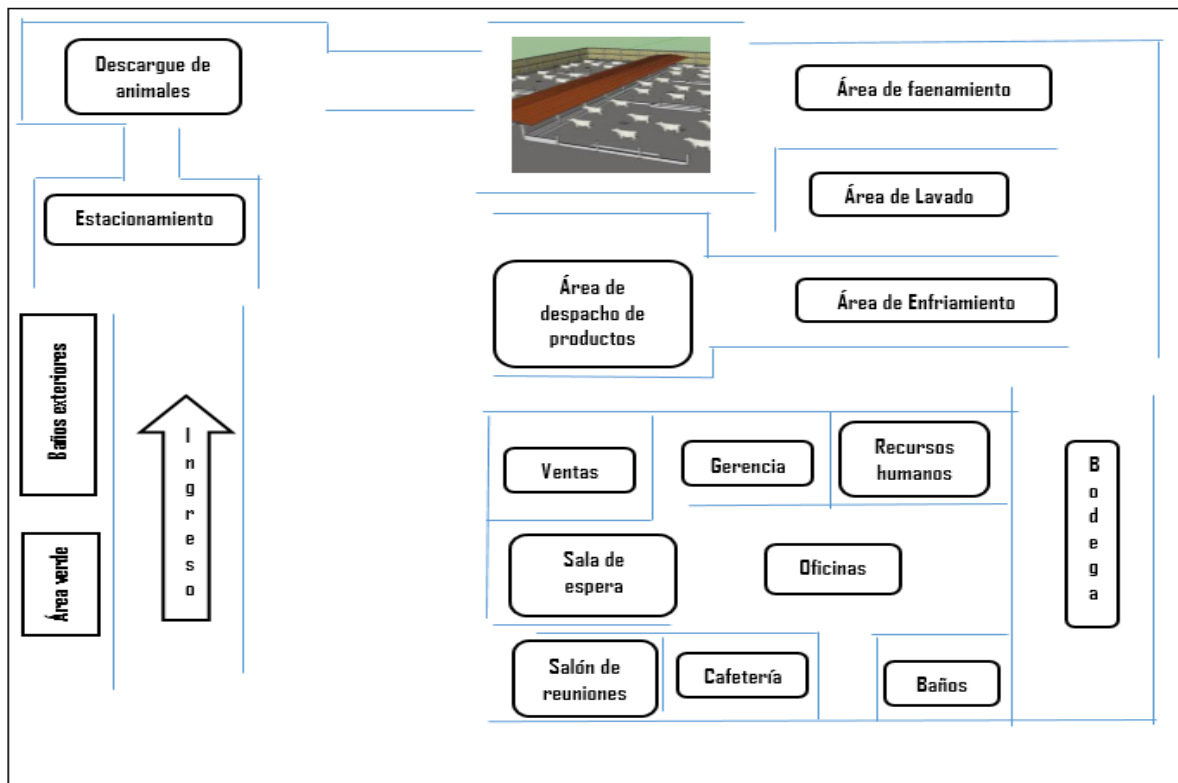 Descargue de
animales
Área de faenamiento
Estacionamiento
Área de Lavado
Área de
despacho de
productos
Área de Enfriamiento
Baños exteriores
Ingreso
Área verde
Ventas
Gerencia
Recursos
humanos
Bodega
Sala de
espera
Oficinas
Salón de
reuniones
Cafetería
Baños